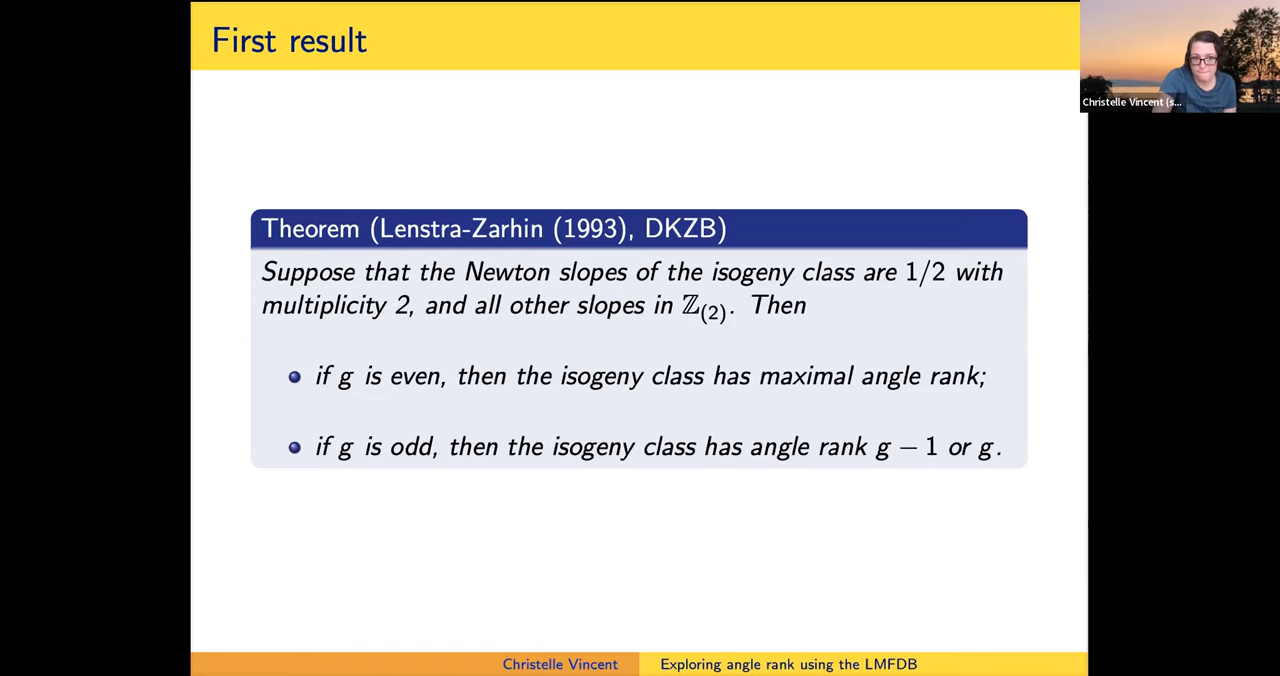 First result
Christelle Vincent (s...
Theorem (Lenstra-Zarhin (1993), DKZB)
Suppose that the Newton slopes of the isogeny class are 1/2 with
multiplicity 2, and all other slopes in ℤ₍₂₎. Then
if g is even, then the isogeny class has maximal angle rank;
if g is odd, then the isogeny class has angle rank g − 1 or g.
Christelle Vincent
Exploring angle rank using the LMFDB